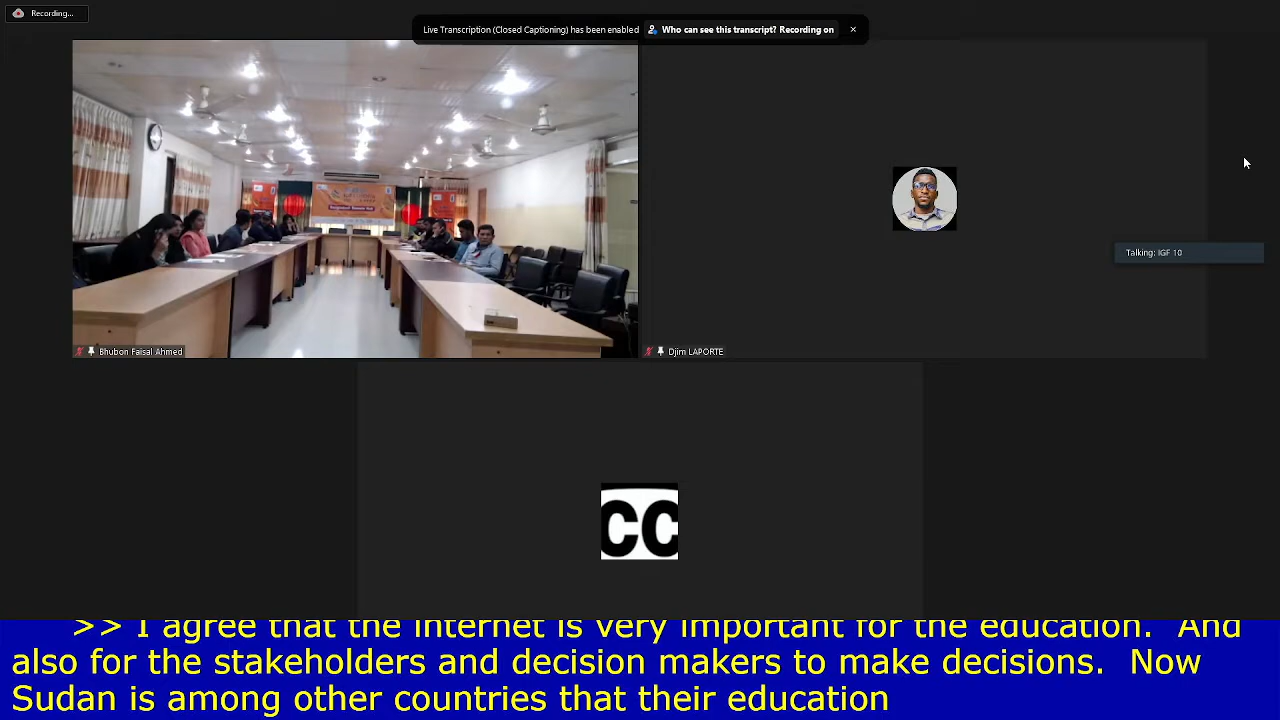 Recording...
Live Transcription (Closed Captioning) has been enabled
Who can see this transcript? Recording on
Talking: IGF 10
Bhubon Faisal Ahmed
Djim LAPORTE
CC
>> I agree that the internet is very important for the education. And
also for the stakeholders and decision makers to make decisions. Now
Sudan is among other countries that their education